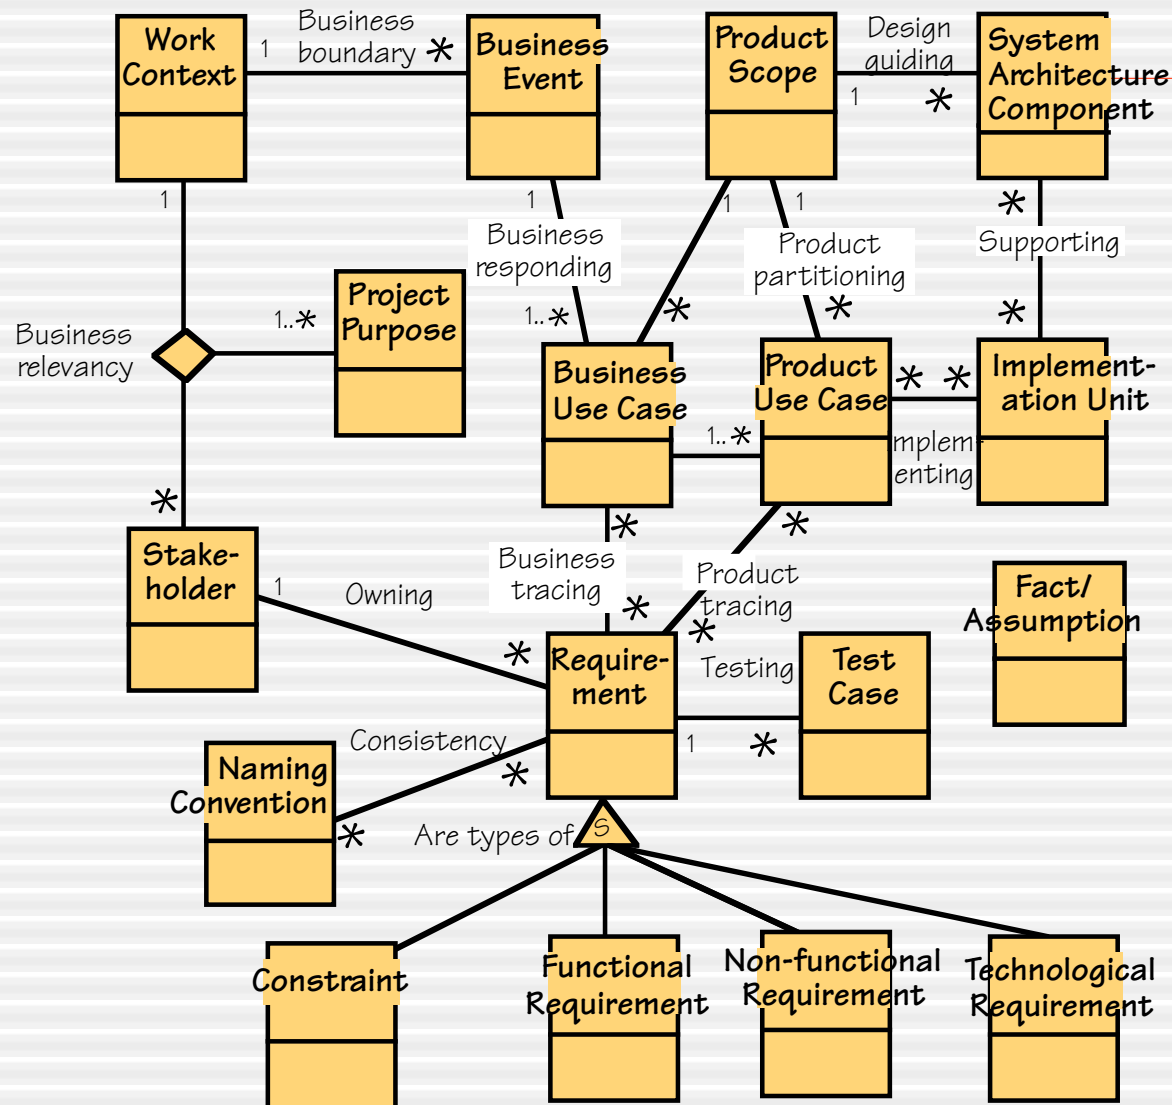 Work
Context
1
Business
boundary
*
Business
Event
Product
Scope
Design
guiding
1
*
System
Architecture
Component
1
1
1
1
*
Business
responding
Product
partitioning
Supporting
Project
Purpose
1..*
1..*
*
*
*
Business
relevancy
Business
Use Case
Product
Use Case
*
*
Implement-
ation Unit
1..*
mplem-
enting
*
*
*
Stake-
holder
1
Owning
Business
tracing
Product
tracing
*
*
*
Fact/
Assumption
Require-
ment
Testing
Test
Case
1
*
Consistency
*
Naming
Convention
*
Are types of
S
Constraint
Functional
Requirement
Non-functional
Requirement
Technological
Requirement